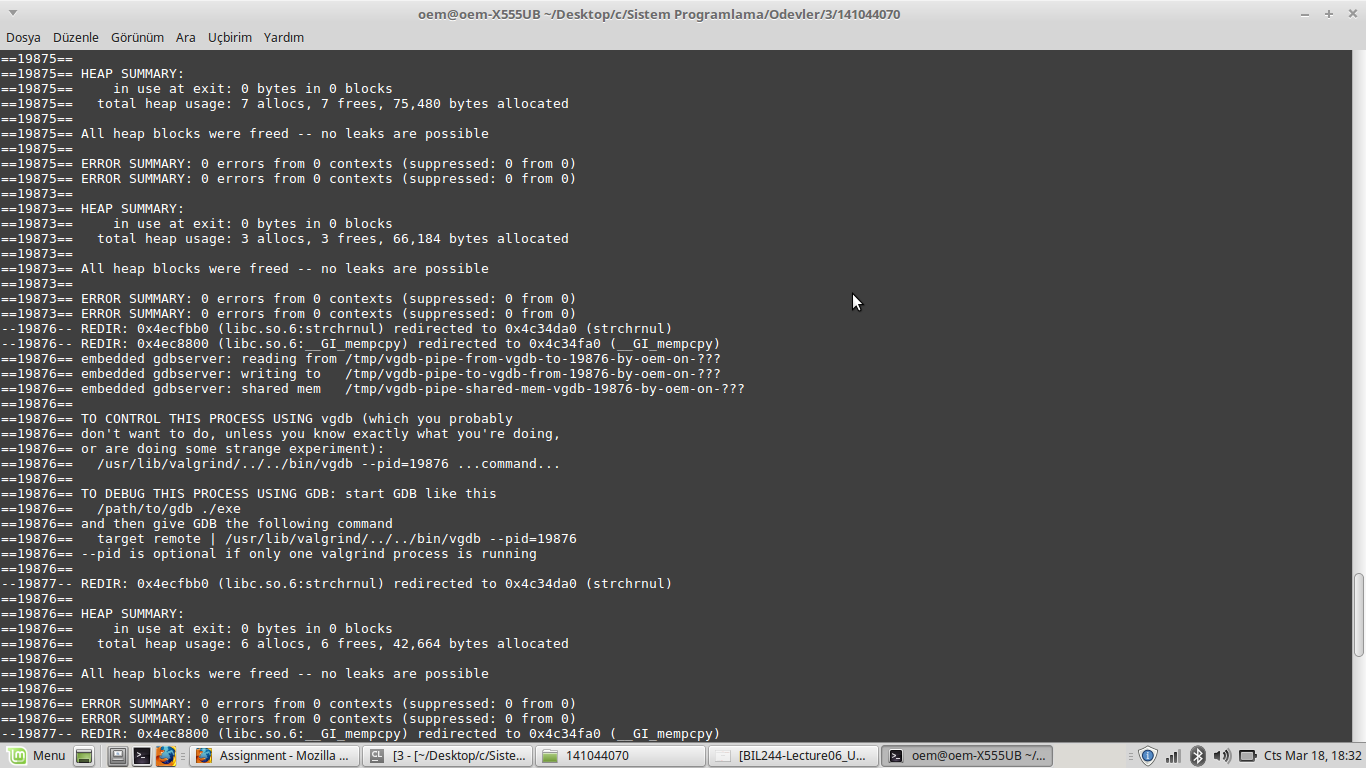 oem@oem-X555UB ~/Desktop/c/Sistem Programlama/Odevler/3/141044070
Dosya Düzenle Görünüm Ara Uçbirim Yardım
==19875==
==19875== HEAP SUMMARY:
==19875==     in use at exit: 0 bytes in 0 blocks
==19875==   total heap usage: 7 allocs, 7 frees, 75,480 bytes allocated
==19875==
==19875== All heap blocks were freed -- no leaks are possible
==19875==
==19875== ERROR SUMMARY: 0 errors from 0 contexts (suppressed: 0 from 0)
==19875== ERROR SUMMARY: 0 errors from 0 contexts (suppressed: 0 from 0)
==19873==
==19873== HEAP SUMMARY:
==19873==     in use at exit: 0 bytes in 0 blocks
==19873==   total heap usage: 3 allocs, 3 frees, 66,184 bytes allocated
==19873==
==19873== All heap blocks were freed -- no leaks are possible
==19873==
==19873== ERROR SUMMARY: 0 errors from 0 contexts (suppressed: 0 from 0)
==19873== ERROR SUMMARY: 0 errors from 0 contexts (suppressed: 0 from 0)
--19876-- REDIR: 0x4ecfbb0 (libc.so.6:strchrnul) redirected to 0x4c34da0 (strchrnul)
--19876-- REDIR: 0x4ec8800 (libc.so.6:__GI_mempcpy) redirected to 0x4c34fa0 (__GI_mempcpy)
==19876== embedded gdbserver: reading from /tmp/vgdb-pipe-from-vgdb-to-19876-by-oem-on-???
==19876== embedded gdbserver: writing to   /tmp/vgdb-pipe-to-vgdb-from-19876-by-oem-on-???
==19876== embedded gdbserver: shared mem   /tmp/vgdb-pipe-shared-mem-vgdb-19876-by-oem-on-???
==19876==
==19876== TO CONTROL THIS PROCESS USING vgdb (which you probably
==19876== don't want to do, unless you know exactly what you're doing,
==19876== or are doing some strange experiment):
==19876==   /usr/lib/valgrind/../../bin/vgdb --pid=19876 ...command...
==19876==
==19876== TO DEBUG THIS PROCESS USING GDB: start GDB like this
==19876==   /path/to/gdb ./exe
==19876== and then give GDB the following command
==19876==   target remote | /usr/lib/valgrind/../../bin/vgdb --pid=19876
==19876== --pid is optional if only one valgrind process is running
==19876==
--19877-- REDIR: 0x4ecfbb0 (libc.so.6:strchrnul) redirected to 0x4c34da0 (strchrnul)
==19876==
==19876== HEAP SUMMARY:
==19876==     in use at exit: 0 bytes in 0 blocks
==19876==   total heap usage: 6 allocs, 6 frees, 42,664 bytes allocated
==19876==
==19876== All heap blocks were freed -- no leaks are possible
==19876==
==19876== ERROR SUMMARY: 0 errors from 0 contexts (suppressed: 0 from 0)
==19876== ERROR SUMMARY: 0 errors from 0 contexts (suppressed: 0 from 0)
--19877-- REDIR: 0x4ec8800 (libc.so.6:__GI_mempcpy) redirected to 0x4c34fa0 (__GI_mempcpy)
Menu Assignment - Mozilla ... [3 - [~/Desktop/c/Siste... 141044070 [BIL244-Lecture06_U... oem@oem-X555UB ~/... Cts Mar 18, 18:32